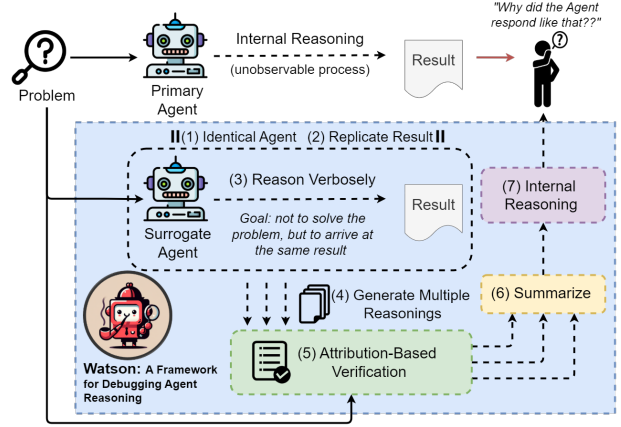 "Why did the Agent
respond like that??"
Internal Reasoning
(unobservable process)
Result
Problem
Primary
Agent
(1) Identical Agent (2) Replicate Result
(3) Reason Verbosely
Goal: not to solve the
problem, but to arrive at
the same result
Result
Surrogate
Agent
(7) Internal
Reasoning
(4) Generate Multiple
Reasonings
(6) Summarize
(5) Attribution-Based
Verification
Watson: A Framework
for Debugging Agent
Reasoning